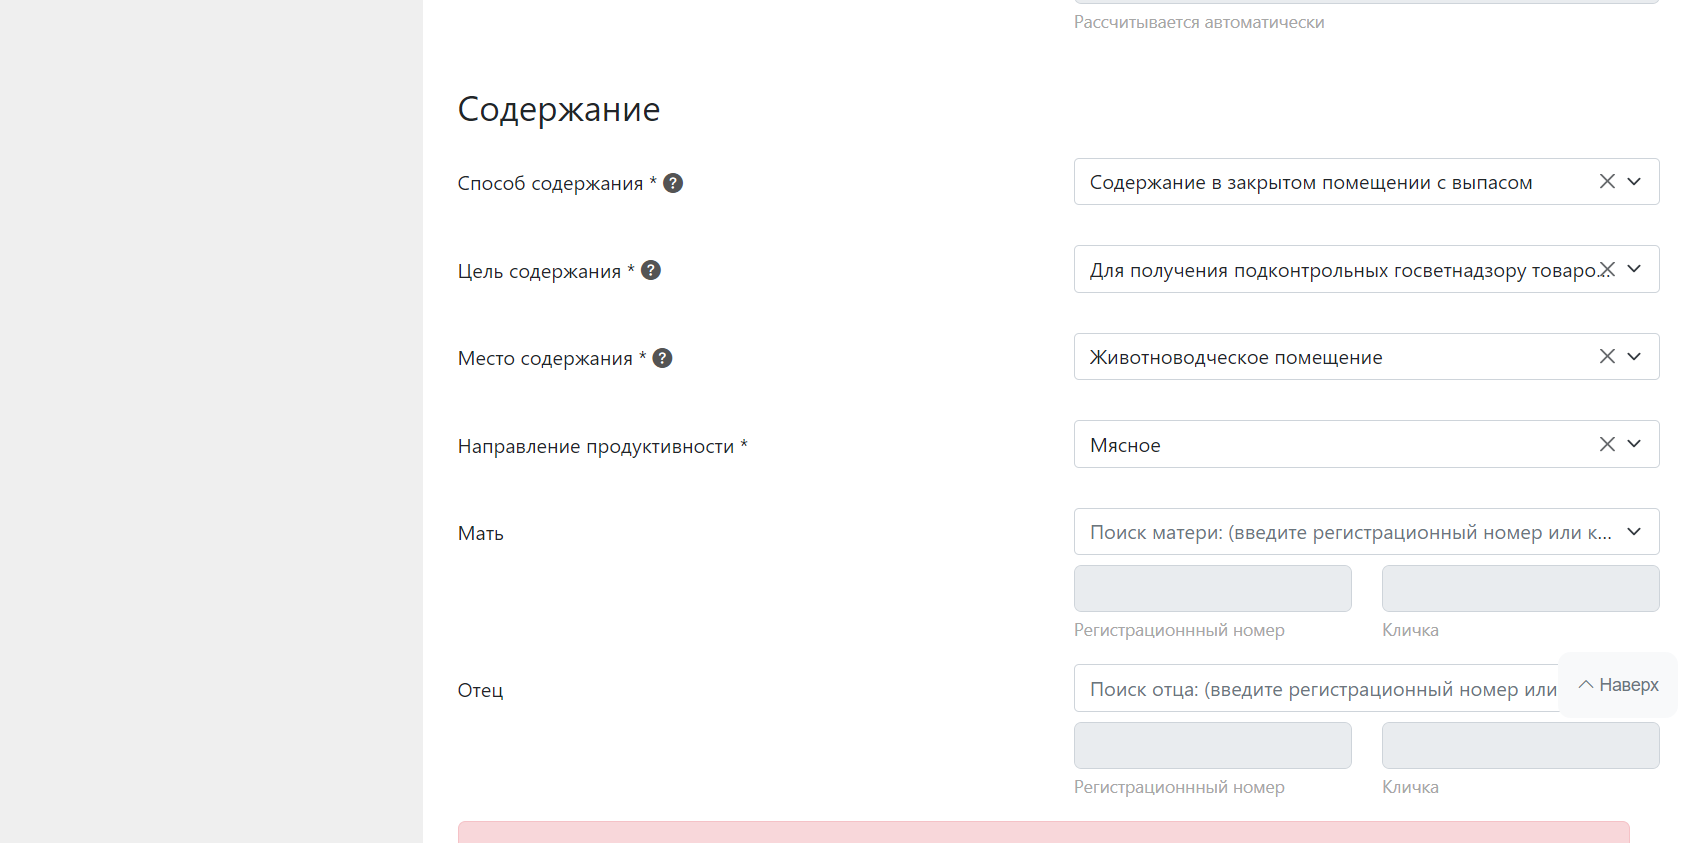 Рассчитывается автоматически
Содержание
Способ содержания * ?
Содержание в закрытом помещении с выпасом
Цель содержания * ?
Для получения подконтрольных госветнадзору товаро...
Место содержания * ?
Животноводческое помещение
Направление продуктивности *
Мясное
Мать
Поиск матери: (введите регистрационный номер или к...
Регистрационнный номер
Кличка
Отец
Поиск отца: (введите регистрационный номер или
Наверх
Регистрационнный номер
Кличка